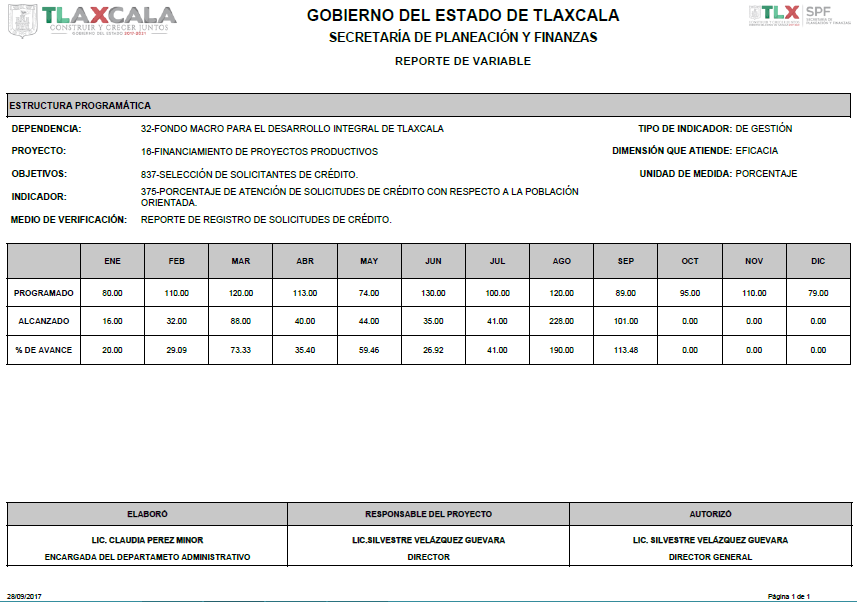 TLAXCALA
CONSTRUIR Y CRECER JUNTOS
GOBIERNO DEL ESTADO 2017-2021
GOBIERNO DEL ESTADO DE TLAXCALA
SECRETARÍA DE PLANEACIÓN Y FINANZAS
REPORTE DE VARIABLE
TLX SPF
ESTRUCTURA PROGRAMÁTICA
DEPENDENCIA: 32-FONDO MACRO PARA EL DESARROLLO INTEGRAL DE TLAXCALA TIPO DE INDICADOR: DE GESTIÓN
PROYECTO: 16-FINANCIAMIENTO DE PROYECTOS PRODUCTIVOS DIMENSIÓN QUE ATIENDE: EFICACIA
OBJETIVOS: 837-SELECCIÓN DE SOLICITANTES DE CRÉDITO. UNIDAD DE MEDIDA: PORCENTAJE
INDICADOR: 375-PORCENTAJE DE ATENCIÓN DE SOLICITUDES DE CRÉDITO CON RESPECTO A LA POBLACIÓN
ORIENTADA.
MEDIO DE VERIFICACIÓN: REPORTE DE REGISTRO DE SOLICITUDES DE CRÉDITO.
ENE FEB MAR ABR MAY JUN JUL AGO SEP OCT NOV DIC
PROGRAMADO 80.00 110.00 120.00 113.00 74.00 130.00 100.00 120.00 89.00 95.00 110.00 79.00
ALCANZADO 16.00 32.00 88.00 40.00 44.00 35.00 41.00 228.00 101.00 0.00 0.00 0.00
% DE AVANCE 20.00 29.09 73.33 35.40 59.46 26.92 41.00 190.00 113.48 0.00 0.00 0.00
ELABORÓ RESPONSABLE DEL PROYECTO AUTORIZÓ
LIC. CLAUDIA PEREZ MINOR LIC.SILVESTRE VELÁZQUEZ GUEVARA LIC. SILVESTRE VELÁZQUEZ GUEVARA
ENCARGADA DEL DEPARTAMETO ADMINISTRATIVO DIRECTOR DIRECTOR GENERAL
28/09/2017 Página 1 de 1